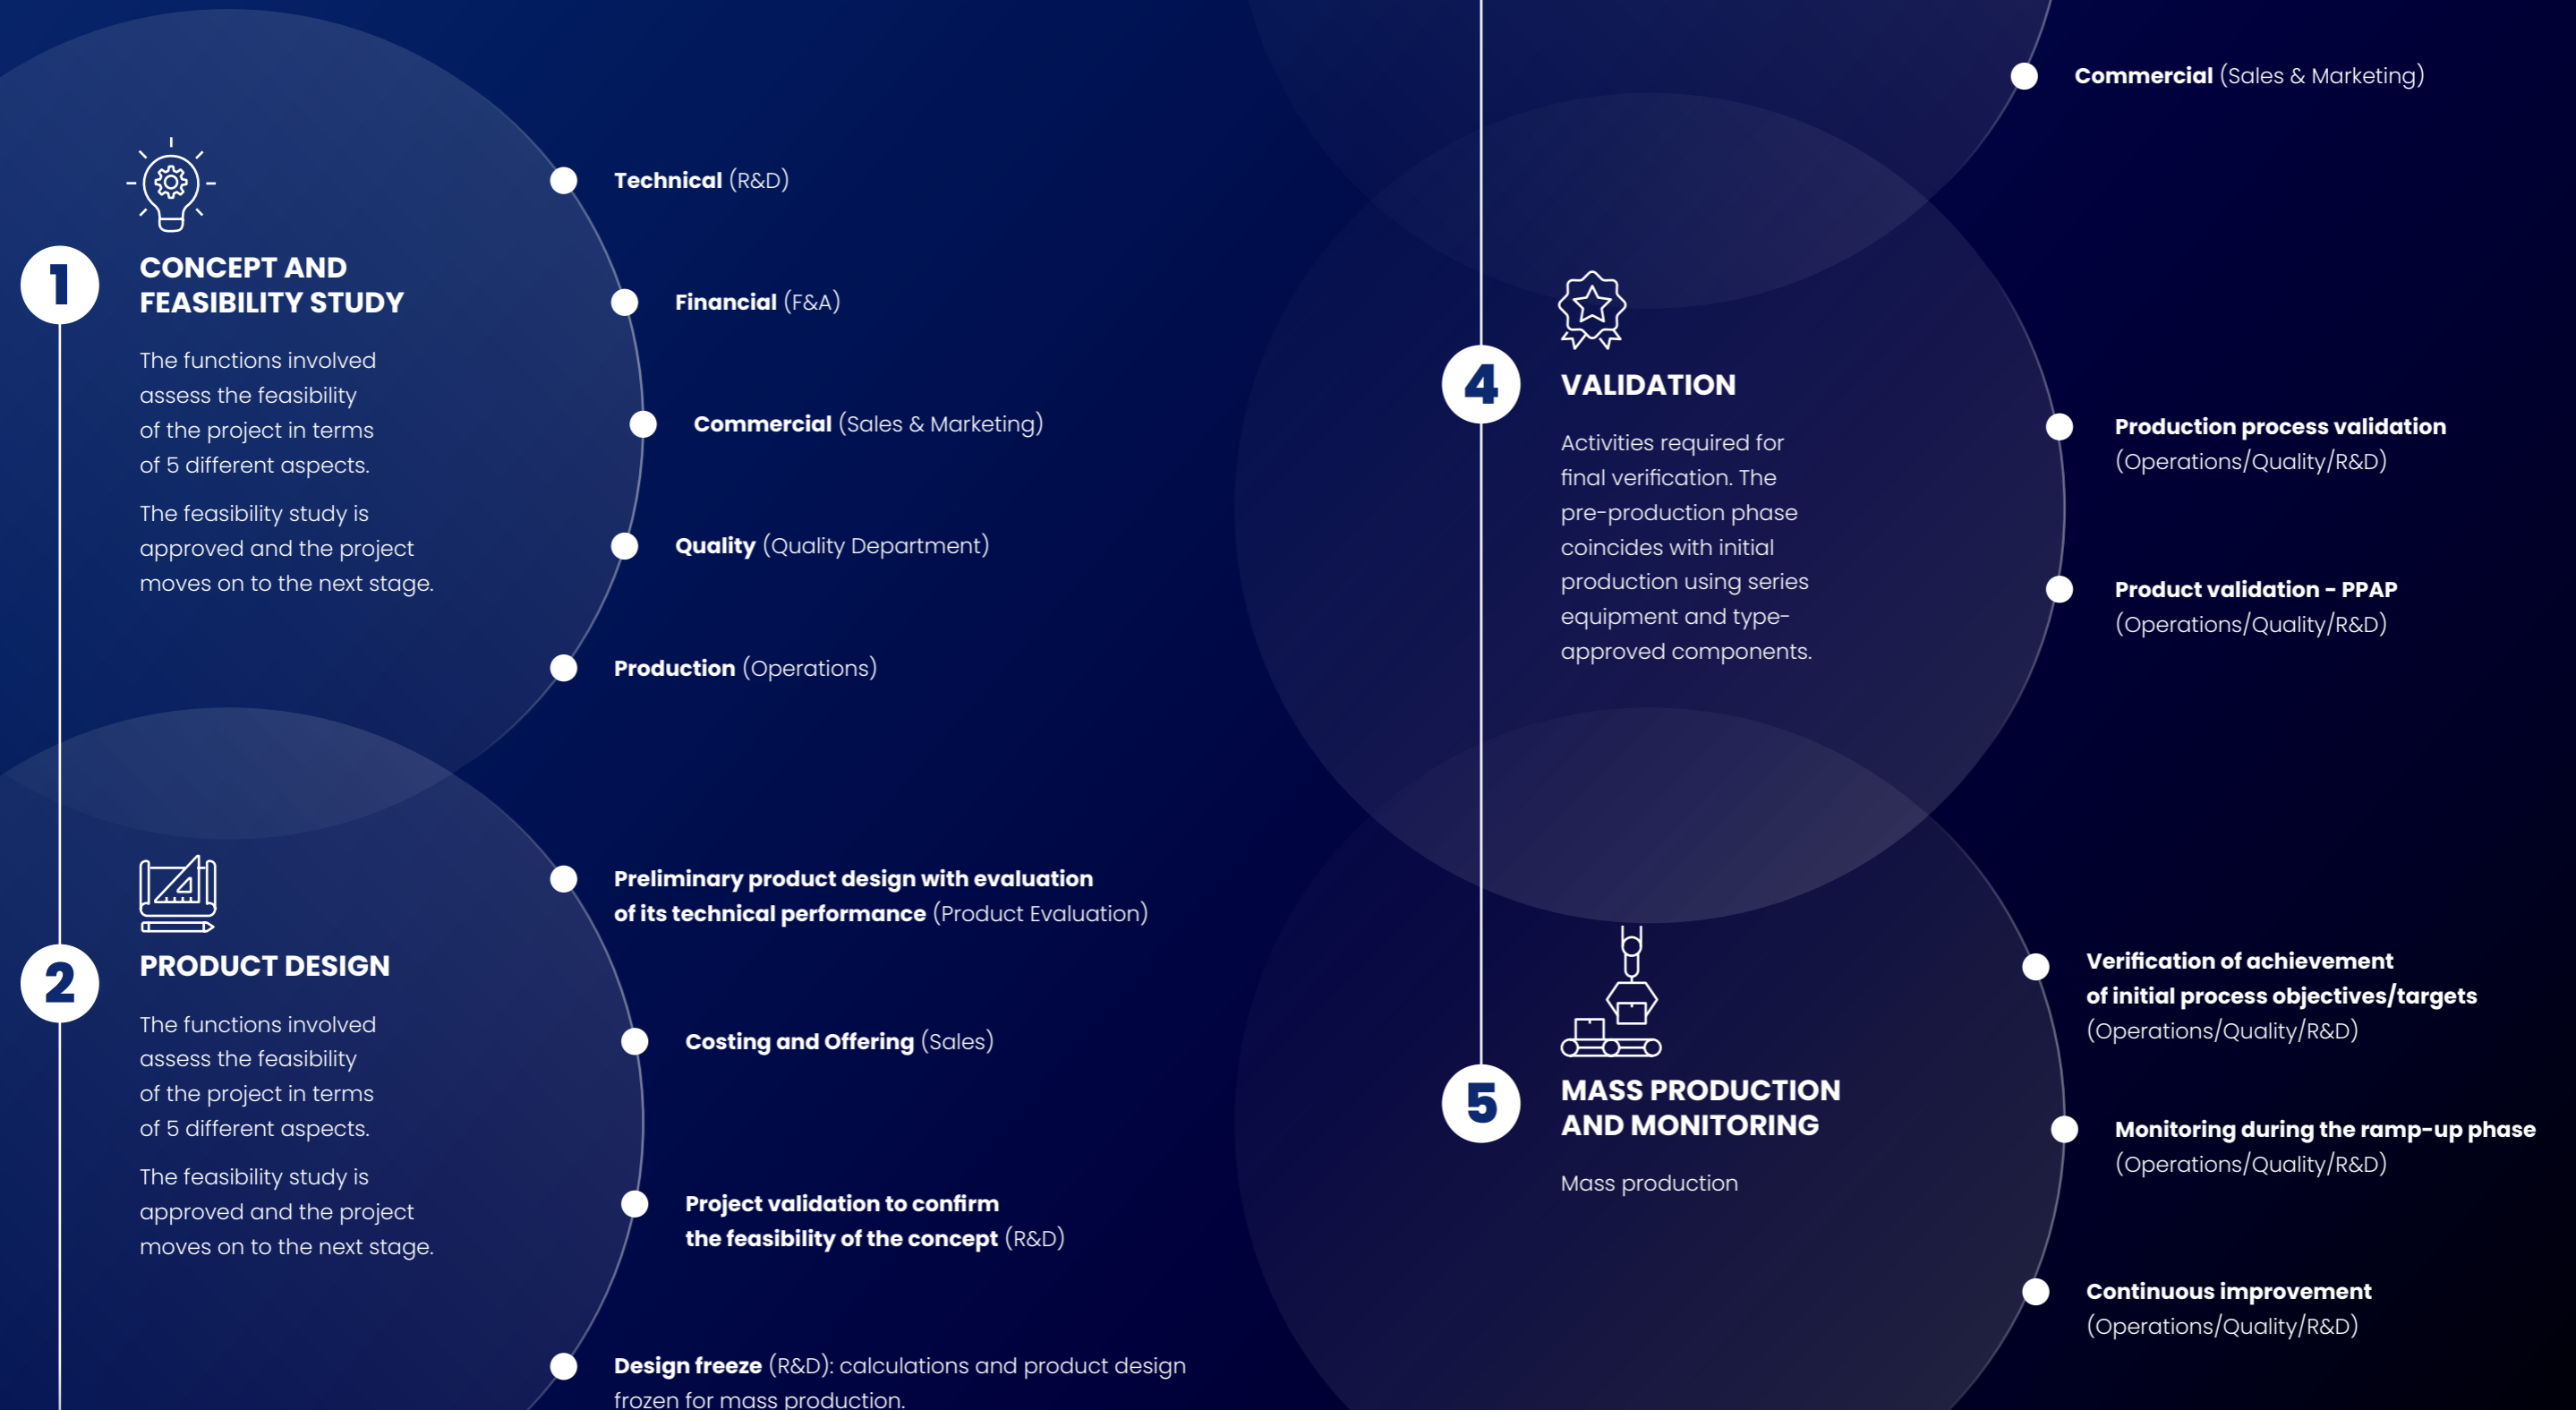 1
CONCEPT AND
FEASIBILITY STUDY
The functions involved
assess the feasibility
of the project in terms
of 5 different aspects.
The feasibility study is
approved and the project
moves on to the next stage.
Technical (R&D)
Financial (F&A)
Commercial (Sales & Marketing)
Quality (Quality Department)
Production (Operations)
2
PRODUCT DESIGN
The functions involved
assess the feasibility
of the project in terms
of 5 different aspects.
The feasibility study is
approved and the project
moves on to the next stage.
Preliminary product design with evaluation
of its technical performance (Product Evaluation)
Costing and Offering (Sales)
Project validation to confirm
the feasibility of the concept (R&D)
Design freeze (R&D): calculations and product design
frozen for mass production.
Commercial (Sales & Marketing)
4
VALIDATION
Activities required for
final verification. The
pre-production phase
coincides with initial
production using series
equipment and type-
approved components.
Production process validation
(Operations/Quality/R&D)
Product validation - PPAP
(Operations/Quality/R&D)
5
MASS PRODUCTION
AND MONITORING
Mass production
Verification of achievement
of initial process objectives/targets
(Operations/Quality/R&D)
Monitoring during the ramp-up phase
(Operations/Quality/R&D)
Continuous improvement
(Operations/Quality/R&D)